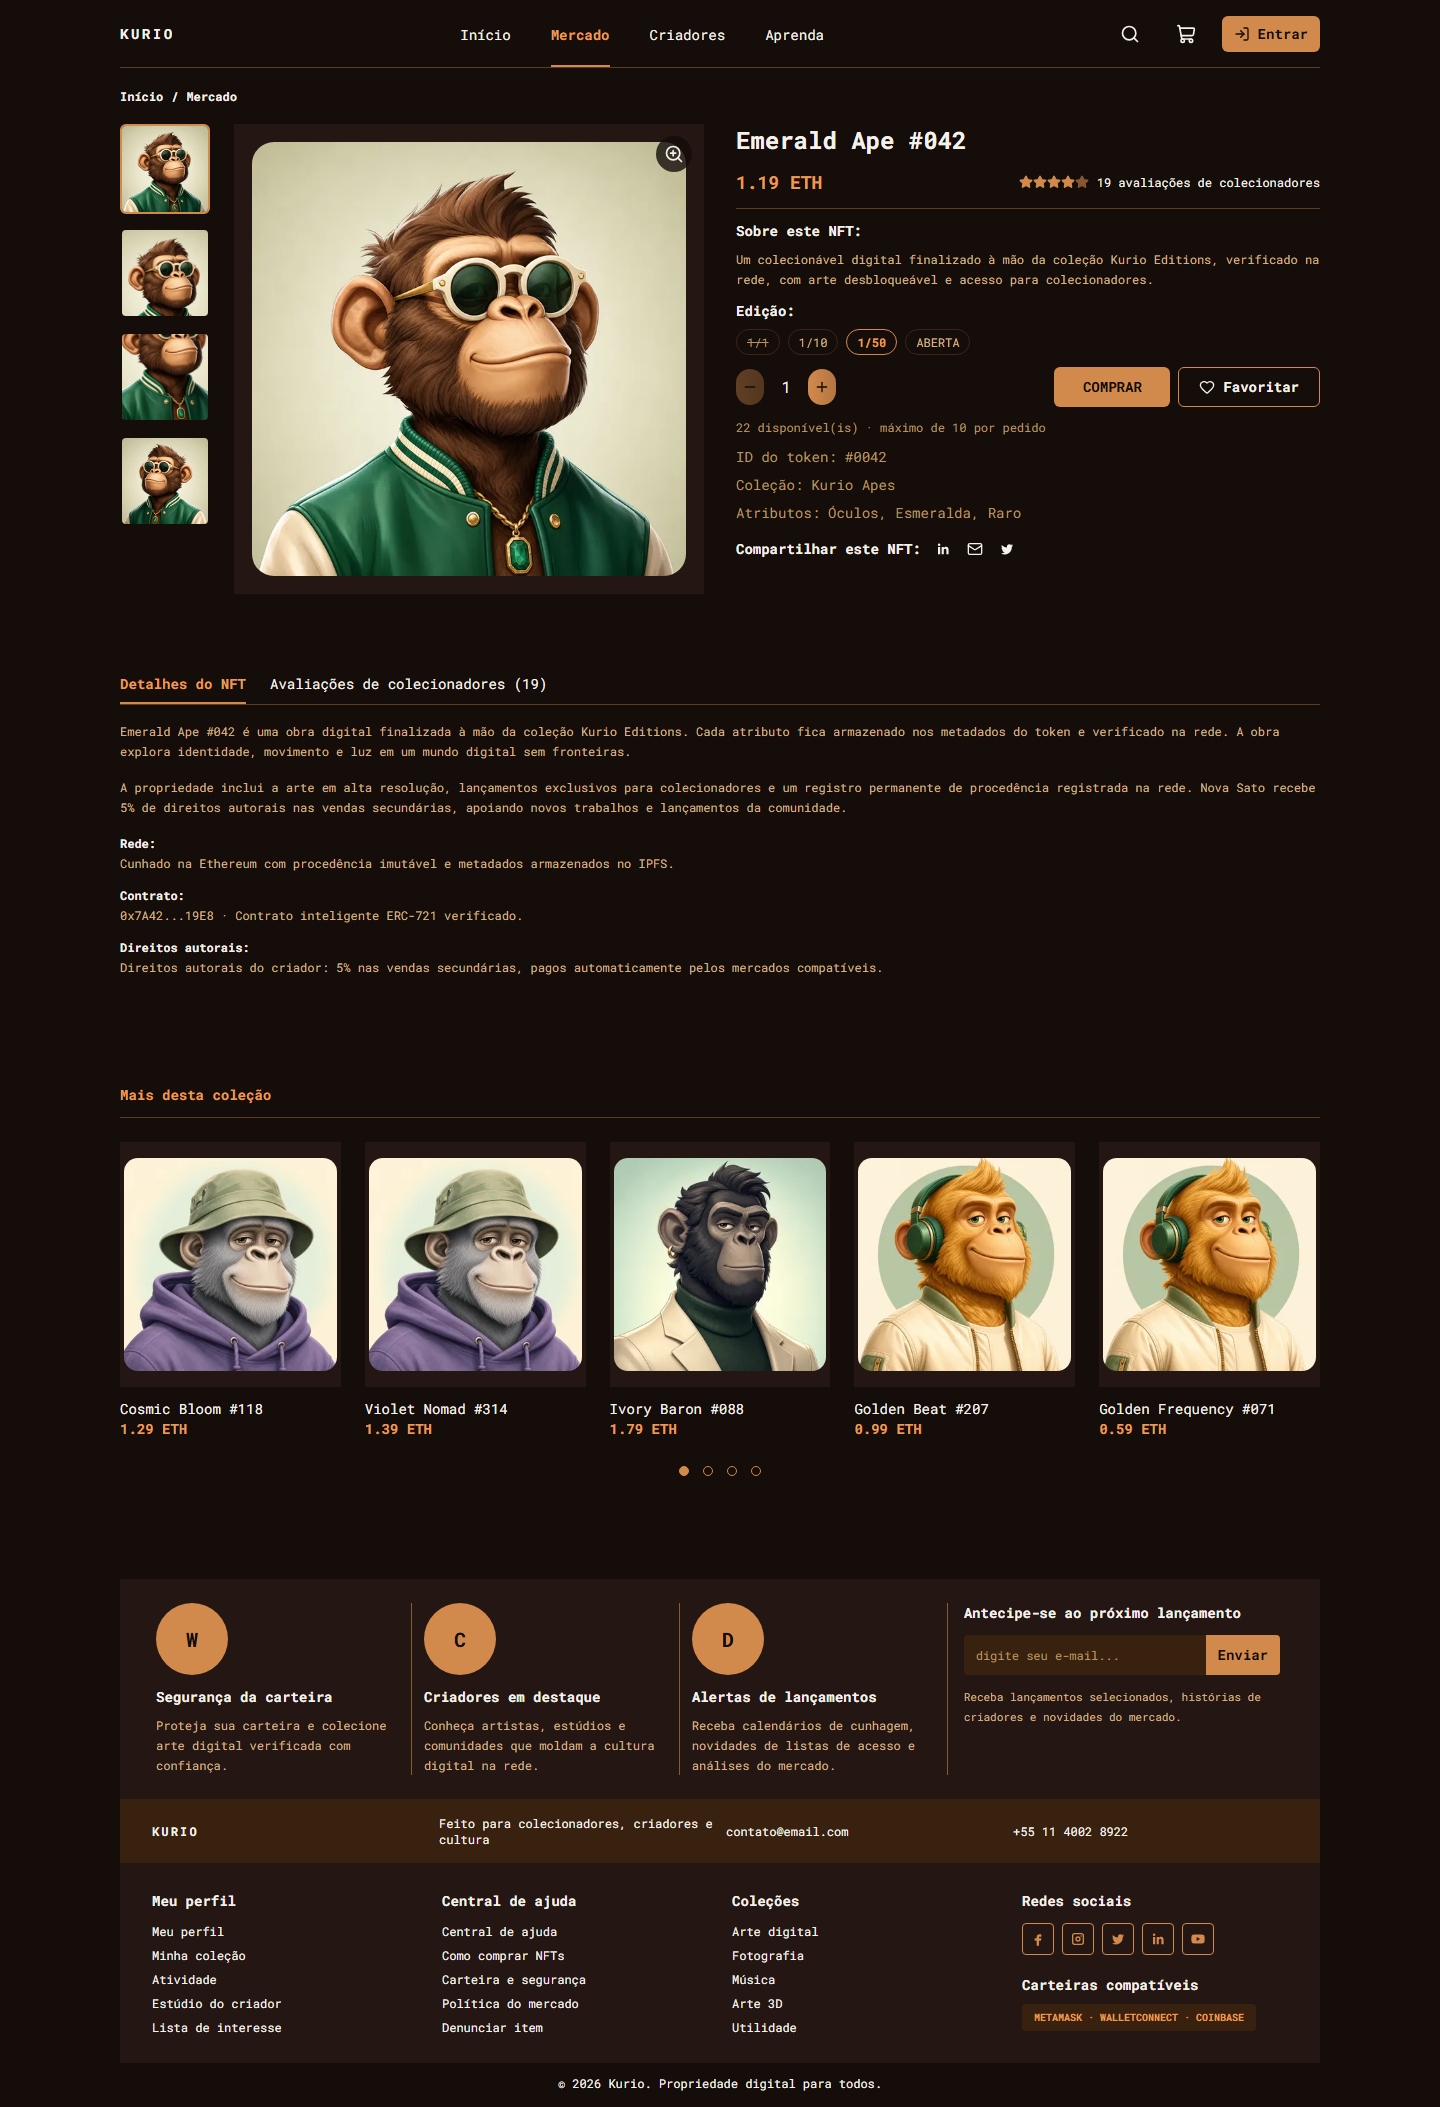 KURIO
Início
Mercado
Criadores
Aprenda
Entrar
Início / Mercado
Emerald Ape #042
1.19 ETH
19 avaliações de colecionadores
Sobre este NFT:
Um colecionável digital finalizado à mão da coleção Kurio Editions, verificado na
rede, com arte desbloqueável e acesso para colecionadores.
Edição:
1/1
1/10
1/50
ABERTA
1
COMPRAR
Favoritar
22 disponível(is) · máximo de 10 por pedido
ID do token: #0042
Coleção: Kurio Apes
Atributos: Óculos, Esmeralda, Raro
Compartilhar este NFT:
Detalhes do NFT
Avaliações de colecionadores (19)
Emerald Ape #042 é uma obra digital finalizada à mão da coleção Kurio Editions. Cada atributo fica armazenado nos metadados do token e verificado na rede. A obra
explora identidade, movimento e luz em um mundo digital sem fronteiras.
A propriedade inclui a arte em alta resolução, lançamentos exclusivos para colecionadores e um registro permanente de procedência registrada na rede. Nova Sato recebe
5% de direitos autorais nas vendas secundárias, apoiando novos trabalhos e lançamentos da comunidade.
Rede:
Cunhado na Ethereum com procedência imutável e metadados armazenados no IPFS.
Contrato:
0x7A42...19E8 · Contrato inteligente ERC-721 verificado.
Direitos autorais:
Direitos autorais do criador: 5% nas vendas secundárias, pagos automaticamente pelos mercados compatíveis.
Mais desta coleção
Cosmic Bloom #118
1.29 ETH
Violet Nomad #314
1.39 ETH
Ivory Baron #088
1.79 ETH
Golden Beat #207
0.99 ETH
Golden Frequency #071
0.59 ETH
W
Segurança da carteira
Proteja sua carteira e colecione
arte digital verificada com
confiança.
C
Criadores em destaque
Conheça artistas, estúdios e
comunidades que moldam a cultura
digital na rede.
D
Alertas de lançamentos
Receba calendários de cunhagem,
novidades de listas de acesso e
análises do mercado.
Antecipe-se ao próximo lançamento
digite seu e-mail...
Enviar
Receba lançamentos selecionados, histórias de
criadores e novidades do mercado.
KURIO
Feito para colecionadores, criadores e
cultura
contato@email.com
+55 11 4002 8922
Meu perfil
Meu perfil
Minha coleção
Atividade
Estúdio do criador
Lista de interesse
Central de ajuda
Central de ajuda
Como comprar NFTs
Carteira e segurança
Política do mercado
Denunciar item
Coleções
Arte digital
Fotografia
Música
Arte 3D
Utilidade
Redes sociais
Carteiras compatíveis
METAMASK · WALLETCONNECT · COINBASE
© 2026 Kurio. Propriedade digital para todos.